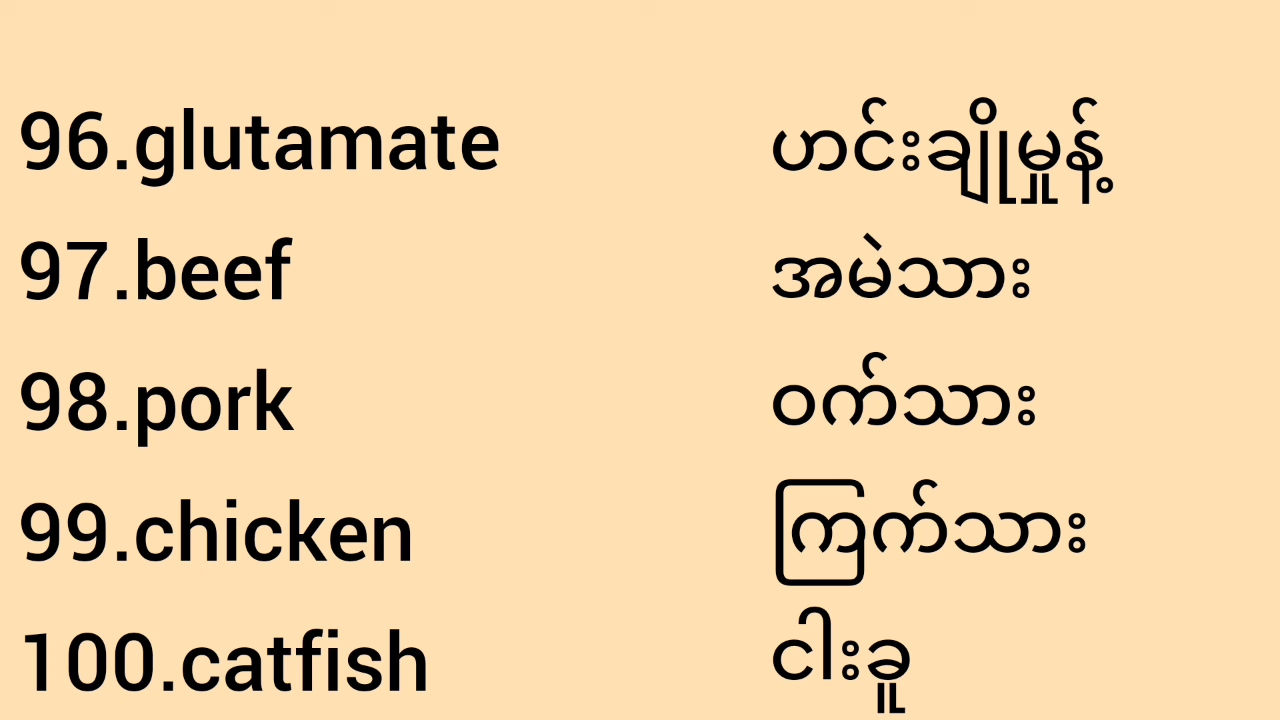 96.glutamate ဟင်းချိုမှုန့်
97.beef အမဲသား
98.pork ဝက်သား
99.chicken ကြက်သား
100.catfish ငါးခူ